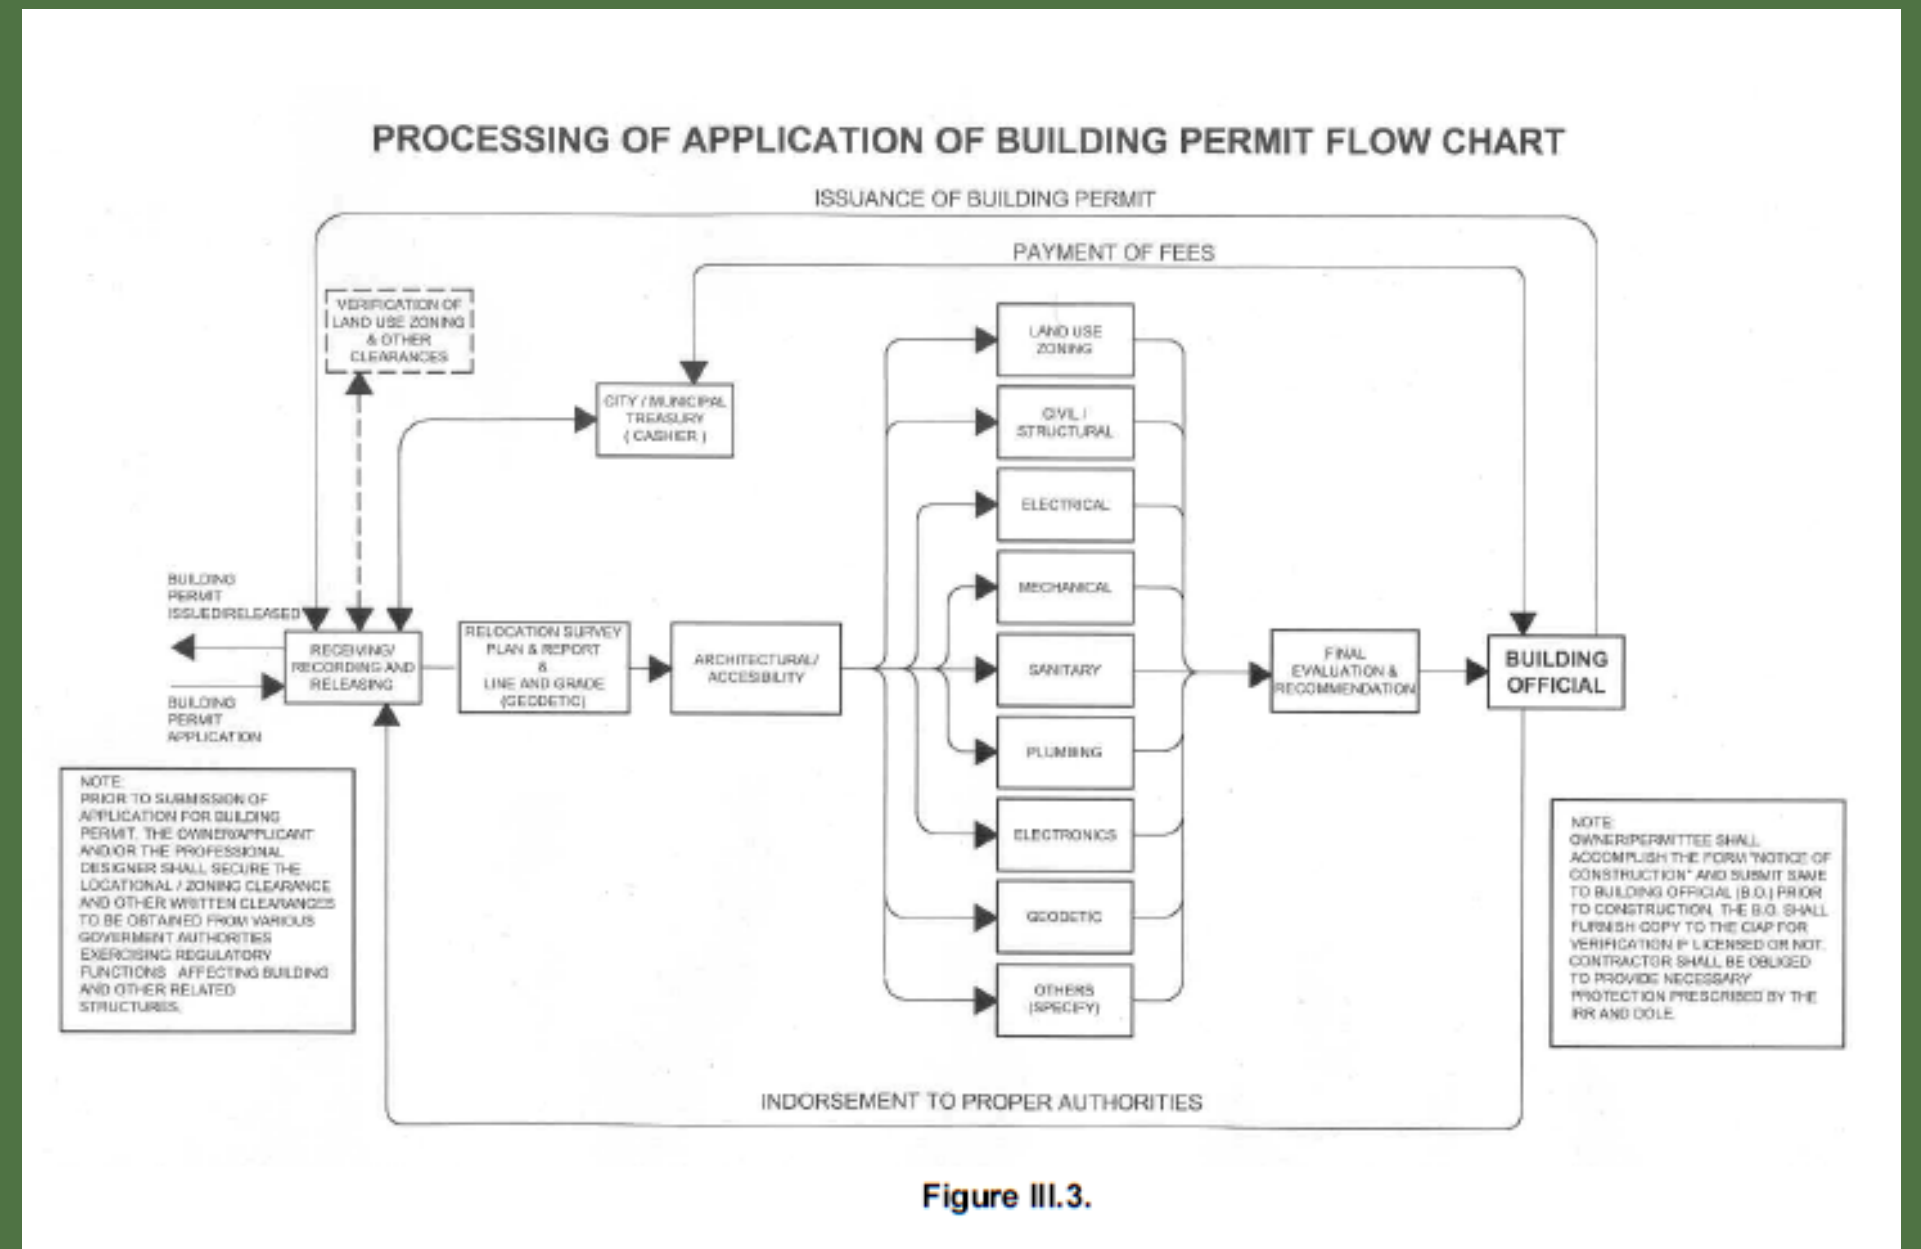 PROCESSING OF APPLICATION OF BUILDING PERMIT FLOW CHART
ISSUANCE OF BUILDING PERMIT
PAYMENT OF FEES
VERIFICATION OF
LAND USE ZONING
& OTHER
CLEARANCES
CITY / MUNICIPAL
TREASURY
( CASHIER )
BUILDING
PERMIT
ISSUED/RELEASED
RECEIVING/
RECORDING AND
RELEASING
BUILDING
PERMIT
APPLICATION
RELOCATION SURVEY
PLAN & REPORT
&
LINE AND GRADE
(GEODETIC)
ARCHITECTURAL/
ACCESIBILITY
LAND USE
ZONING
CIVIL /
STRUCTURAL
ELECTRICAL
MECHANICAL
SANITARY
PLUMBING
ELECTRONICS
GEODETIC
OTHERS
(SPECIFY)
FINAL
EVALUATION &
RECOMMENDATION
BUILDING
OFFICIAL
NOTE:
PRIOR TO SUBMISSION OF
APPLICATION FOR BUILDING
PERMIT, THE OWNER/APPLICANT
AND/OR THE PROFESSIONAL
DESIGNER SHALL SECURE THE
LOCATIONAL / ZONING CLEARANCE
AND OTHER WRITTEN CLEARANCES
TO BE OBTAINED FROM VARIOUS
GOVERMENT AUTHORITIES
EXERCISING REGULATORY
FUNCTIONS AFFECTING BUILDING
AND OTHER RELATED
STRUCTURES.
NOTE:
OWNER/PERMITTEE SHALL
ACCOMPLISH THE FORM "NOTICE OF
CONSTRUCTION" AND SUBMIT SAME
TO BUILDING OFFICIAL (B.O.) PRIOR
TO CONSTRUCTION. THE B.O. SHALL
FURNISH COPY TO THE CIAP FOR
VERIFICATION IF LICENSED OR NOT.
CONTRACTOR SHALL BE OBLIGED
TO PROVIDE NECESSARY
PROTECTION PRESCRIBED BY THE
IRR AND DOLE.
INDORSEMENT TO PROPER AUTHORITIES
Figure III.3.